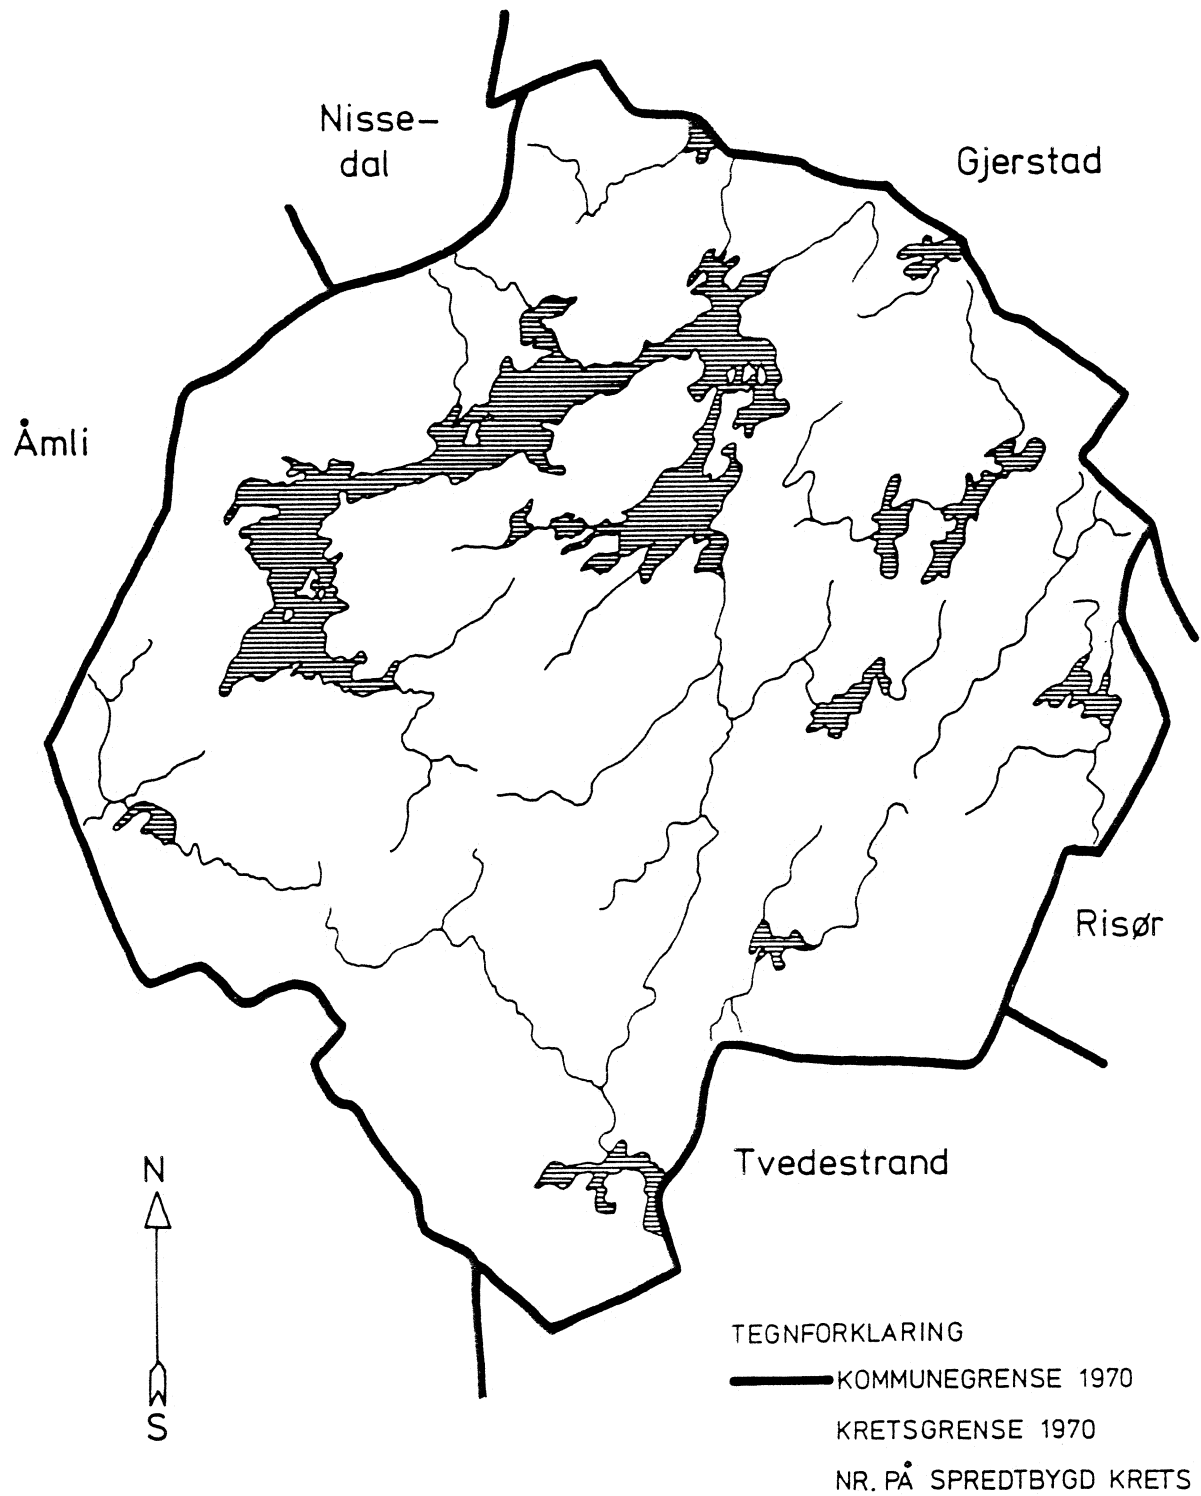 Nisse-
dal
Gjerstad
Åmli
Risør
Tvedestrand
N
S
TEGNFORKLARING
KOMMUNEGRENSE 1970
KRETSGRENSE 1970
NR. PÅ SPREDTBYGD KRETS